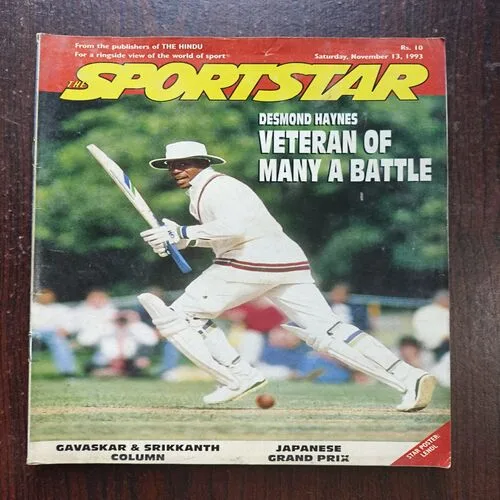 From the publishers of THE HINDU
Rs. 10
For a ringside view of the world of sport
Saturday, November 13, 1993
THE SPORTSTAR
DESMOND HAYNES
VETERAN OF
MANY A BATTLE
GAVASKAR & SRIKKANTH
COLUMN
JAPANESE
GRAND PRIX
STAR POSTER:
LENDL